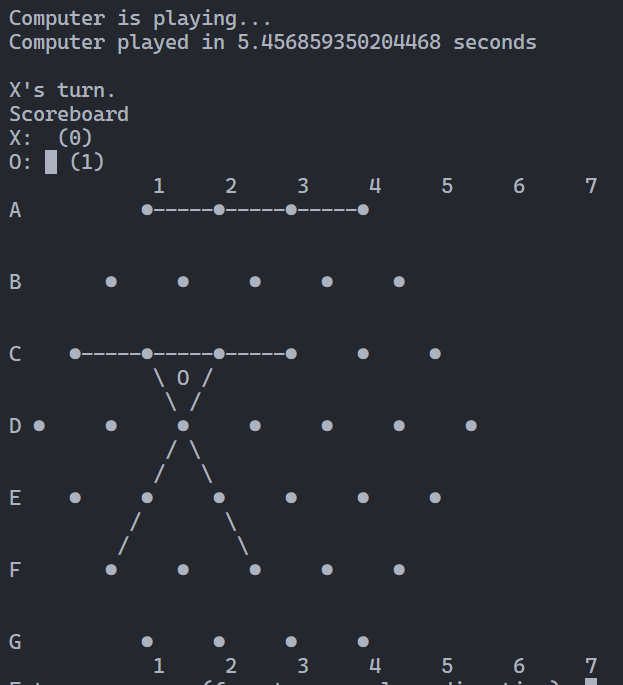 Computer is playing...
Computer played in 5.456859350204468 seconds
X's turn.
Scoreboard
X:  (0)
O: █ (1)
1 2 3 4 5 6 7
A ●-----●-----●-----●
B ● ● ● ● ●
C ●-----●-----●-----● ● ●
\ O /
\ /
D ● ● ● ● ● ● ●
/ \
/ \
E ● ● ● ● ● ●
/ \
/ \
F ● ● ● ● ●
G ● ● ● ●
1 2 3 4 5 6 7